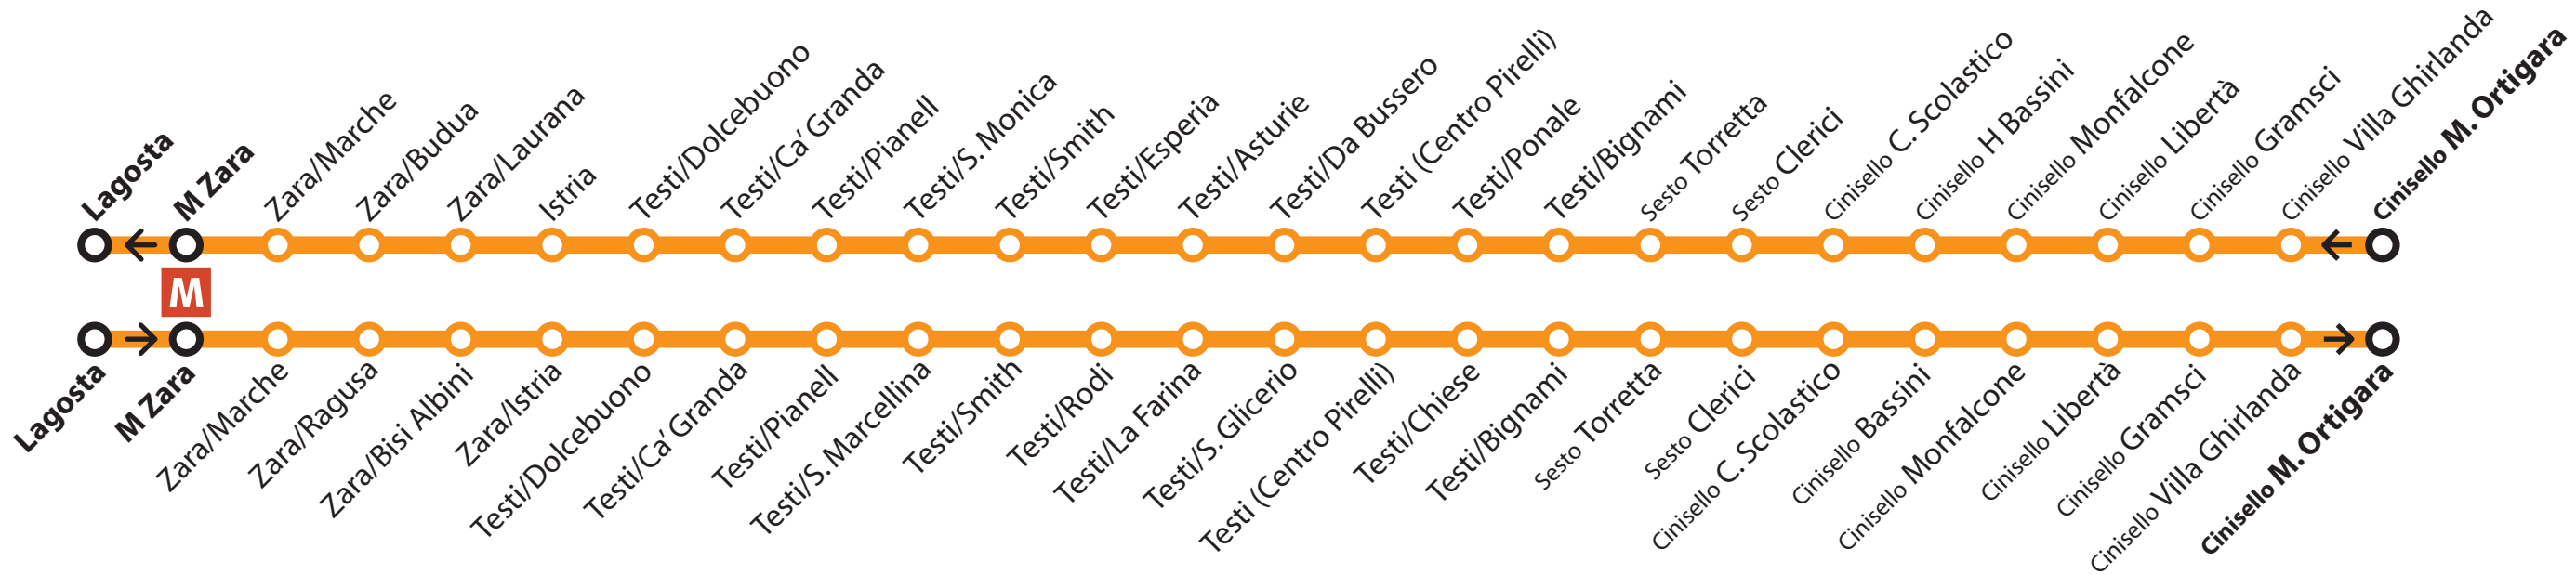 Lagosta
M Zara
Zara/Marche
Zara/Budua
Zara/Laurana
Istria
Testi/Dolcebuono
Testi/Ca' Granda
Testi/Pianell
Testi/S. Monica
Testi/Smith
Testi/Esperia
Testi/Asturie
Testi/Da Bussero
Testi (Centro Pirelli)
Testi/Ponale
Testi/Bignami
Sesto Torretta
Sesto Clerici
Cinisello C. Scolastico
Cinisello H Bassini
Cinisello Monfalcone
Cinisello Libertà
Cinisello Gramsci
Cinisello Villa Ghirlanda
Cinisello M. Ortigara
M
Lagosta
M Zara
Zara/Marche
Zara/Ragusa
Zara/Bisi Albini
Zara/Istria
Testi/Dolcebuono
Testi/Ca' Granda
Testi/Pianell
Testi/S. Marcellina
Testi/Smith
Testi/Rodi
Testi/La Farina
Testi/S. Glicerio
Testi (Centro Pirelli)
Testi/Chiese
Testi/Bignami
Sesto Torretta
Sesto Clerici
Cinisello C. Scolastico
Cinisello Bassini
Cinisello Monfalcone
Cinisello Libertà
Cinisello Gramsci
Cinisello Villa Ghirlanda
Cinisello M. Ortigara